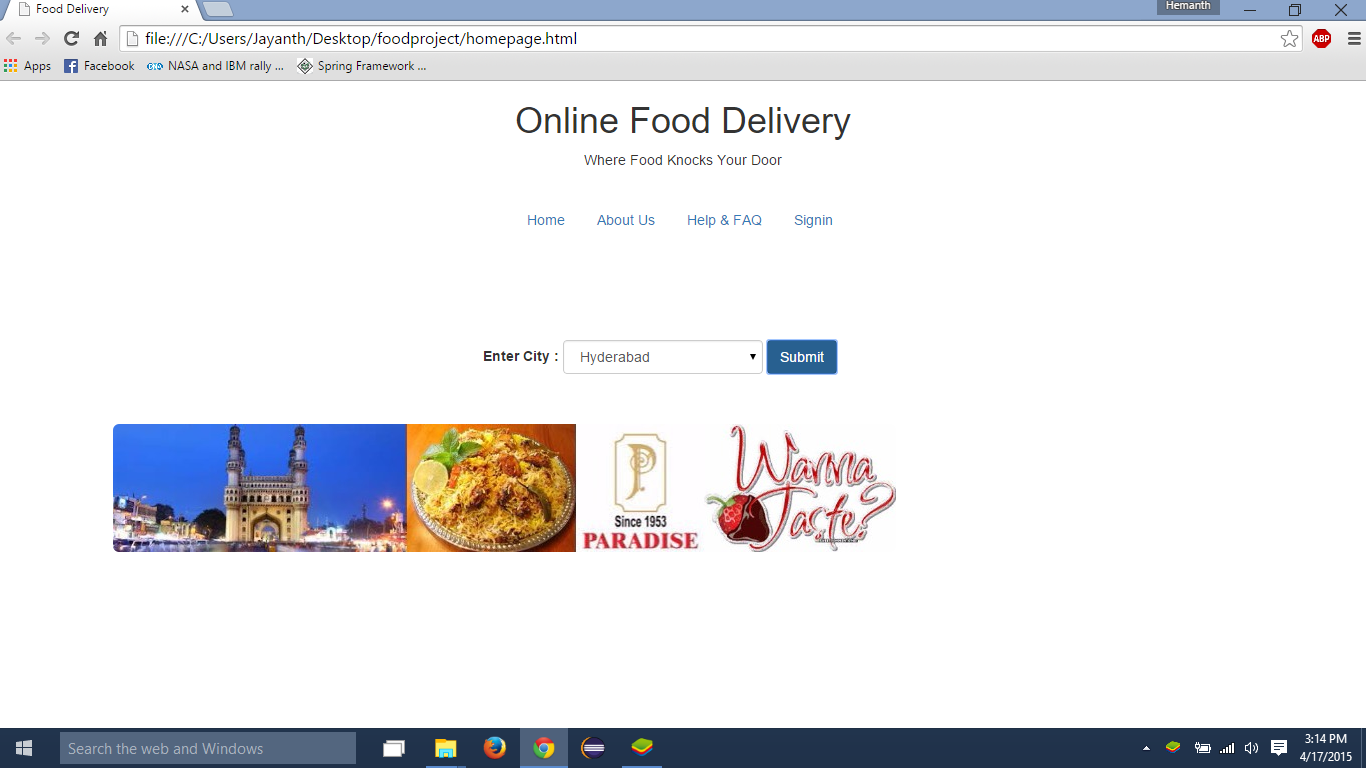 Food Delivery
Hemanth
file:///C:/Users/Jayanth/Desktop/foodproject/homepage.html
ABP
Apps Facebook NASA and IBM rally ... Spring Framework ...
Online Food Delivery
Where Food Knocks Your Door
Home About Us Help & FAQ Signin
Enter City : Hyderabad Submit
P
Since 1953
PARADISE
Wanna
Taste?
Search the web and Windows
3:14 PM
4/17/2015